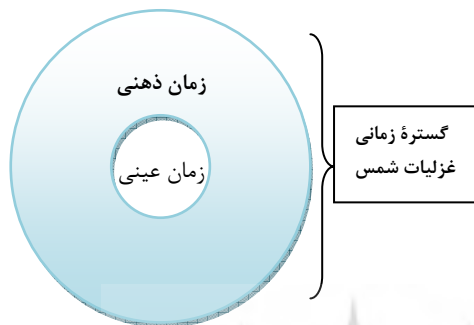 زمان ذهنی
زمان عینی
گسترهٔ زمانی
غزلیات شمس